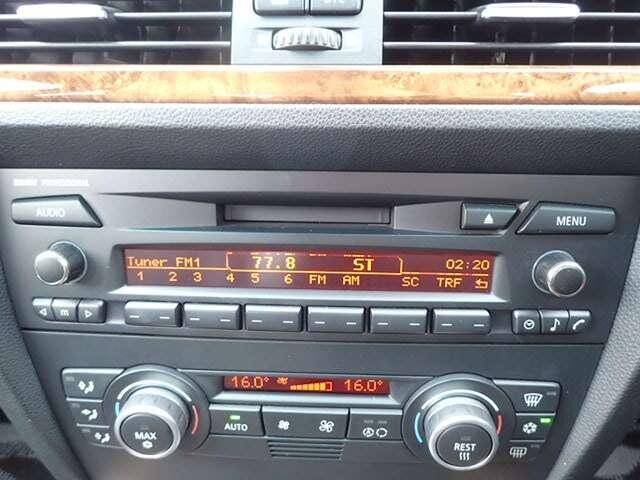 PROFESSIONAL
AUDIO
MENU
Tuner FM1 77.8 ST 02:20
1 2 3 4 5 6 FM AM SC TRF
m
16.0° 16.0°
MAX
AUTO
REST